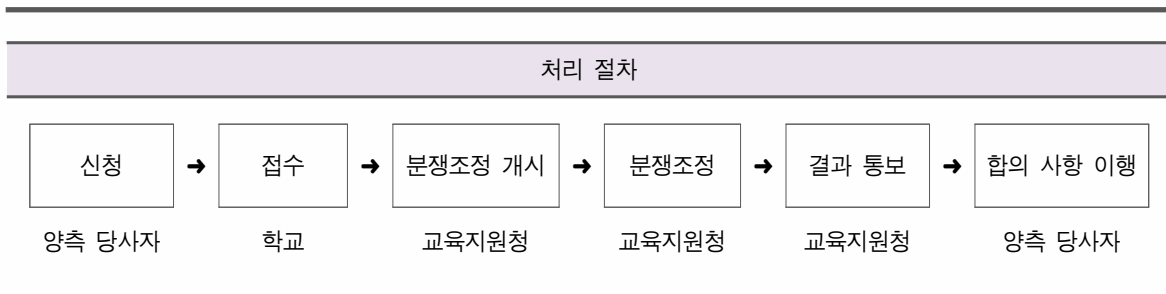 처리 절차
신청 ➜ 접수 ➜ 분쟁조정 개시 ➜ 분쟁조정 ➜ 결과 통보 ➜ 합의 사항 이행
양측 당사자 학교 교육지원청 교육지원청 교육지원청 양측 당사자